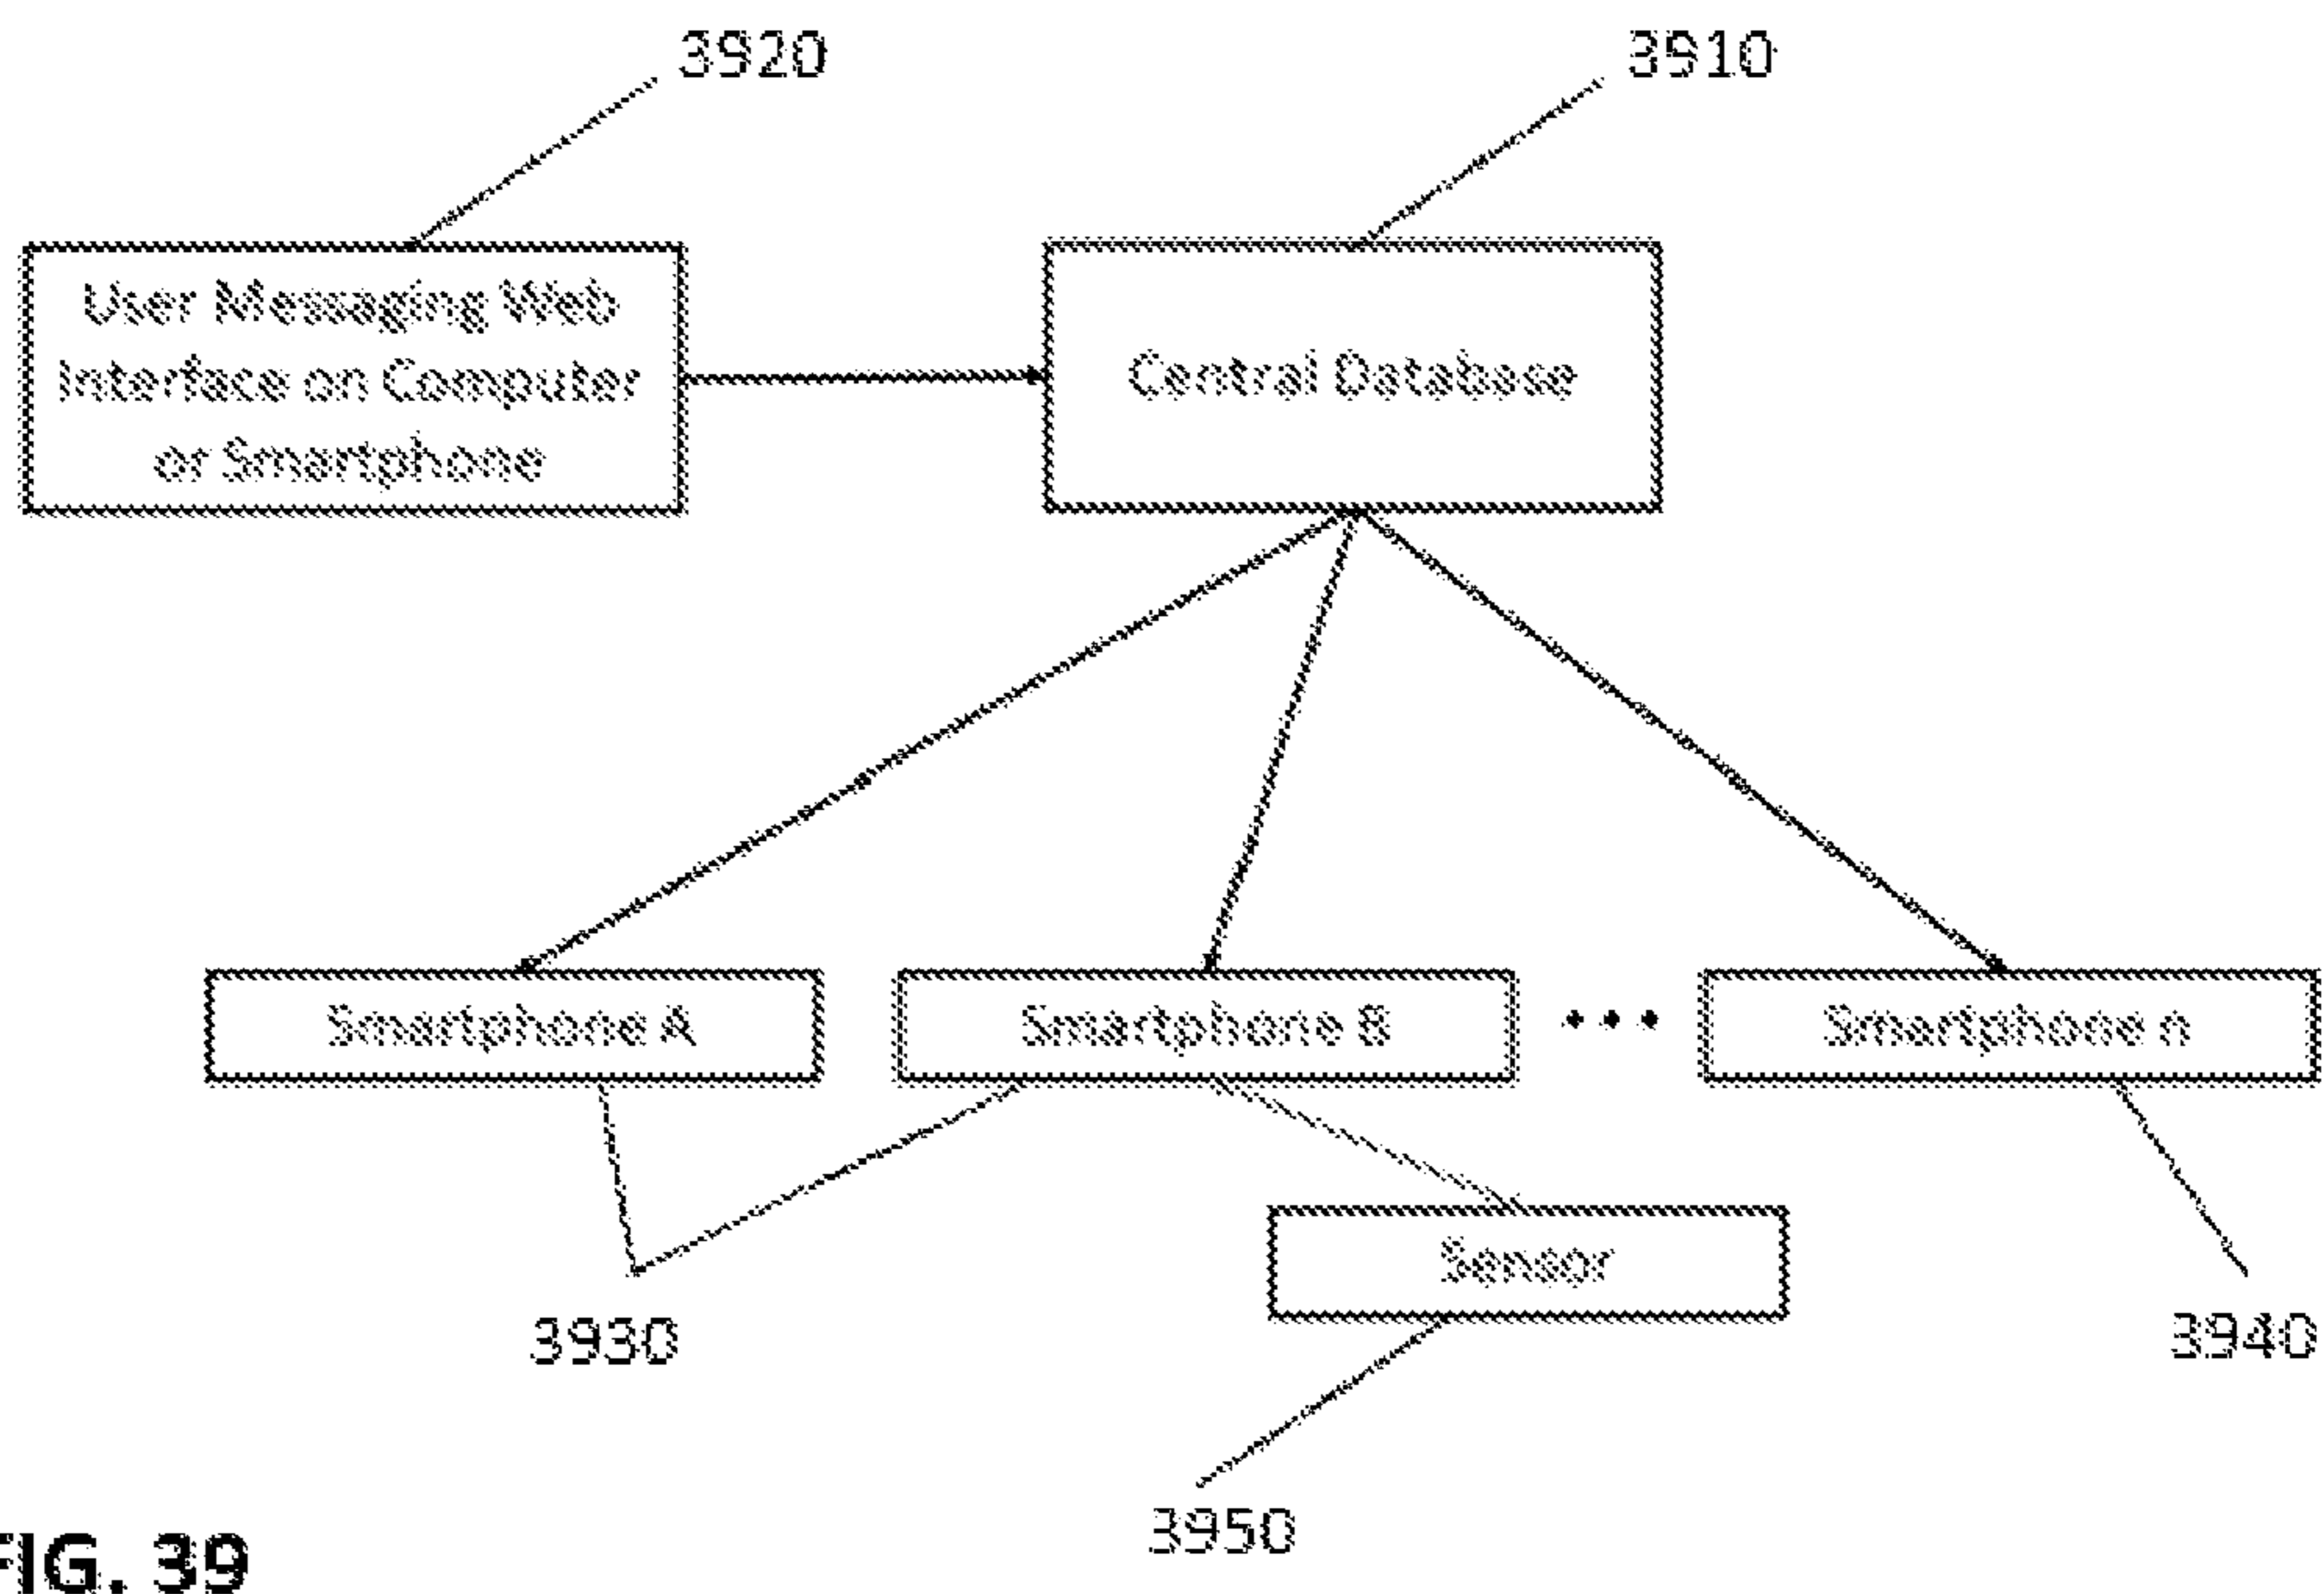 3920
3910
User Messaging Web
Interface on Computer
or Smartphone
Central Database
Smartphone A
Smartphone B
• • •
Smartphone n
Sensor
3930
3940
3950
FIG. 39